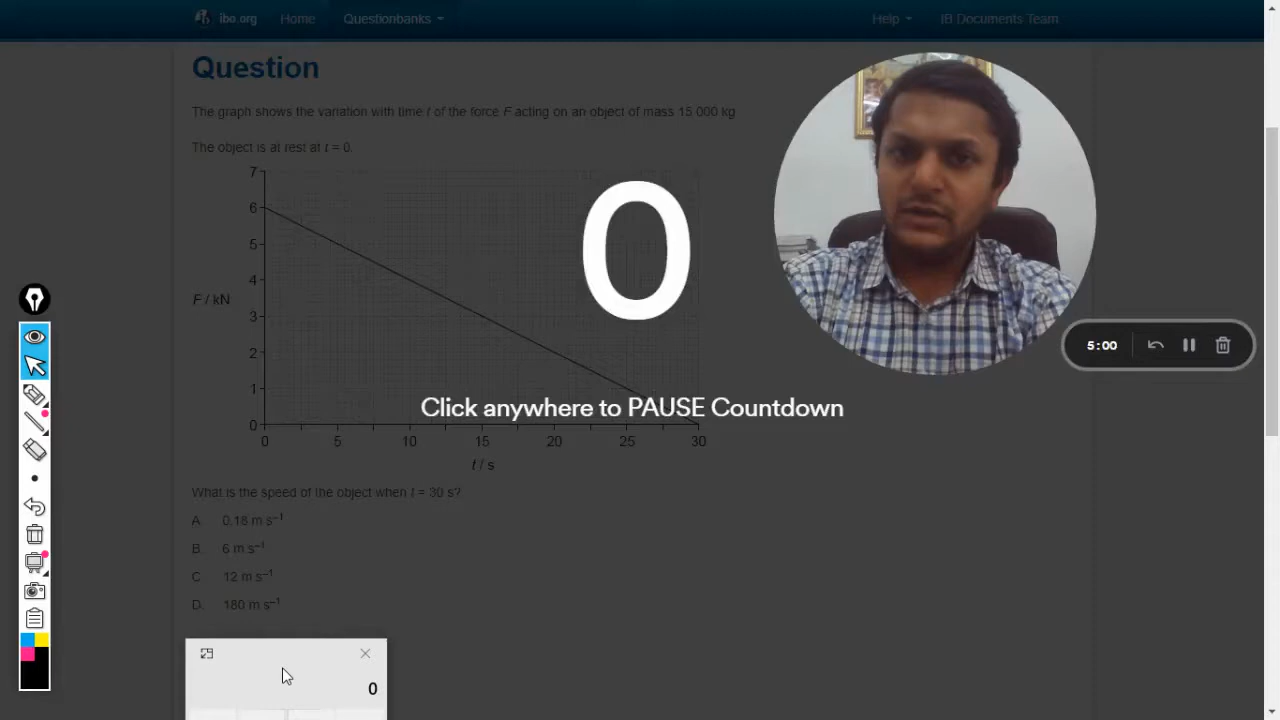 ibo.org Home Questionbanks Help IB Documents Team
Question
The graph shows the variation with time t of the force F acting on an object of mass 15 000 kg
The object is at rest at t = 0.
7
6
5
4
F / kN
3
2
1
0
0 5 10 15 20 25 30
t / s
0
Click anywhere to PAUSE Countdown
5:00
What is the speed of the object when t = 30 s?
A. 0.18 m s⁻¹
B. 6 m s⁻¹
C 12 m s⁻¹
D. 180 m s⁻¹
0